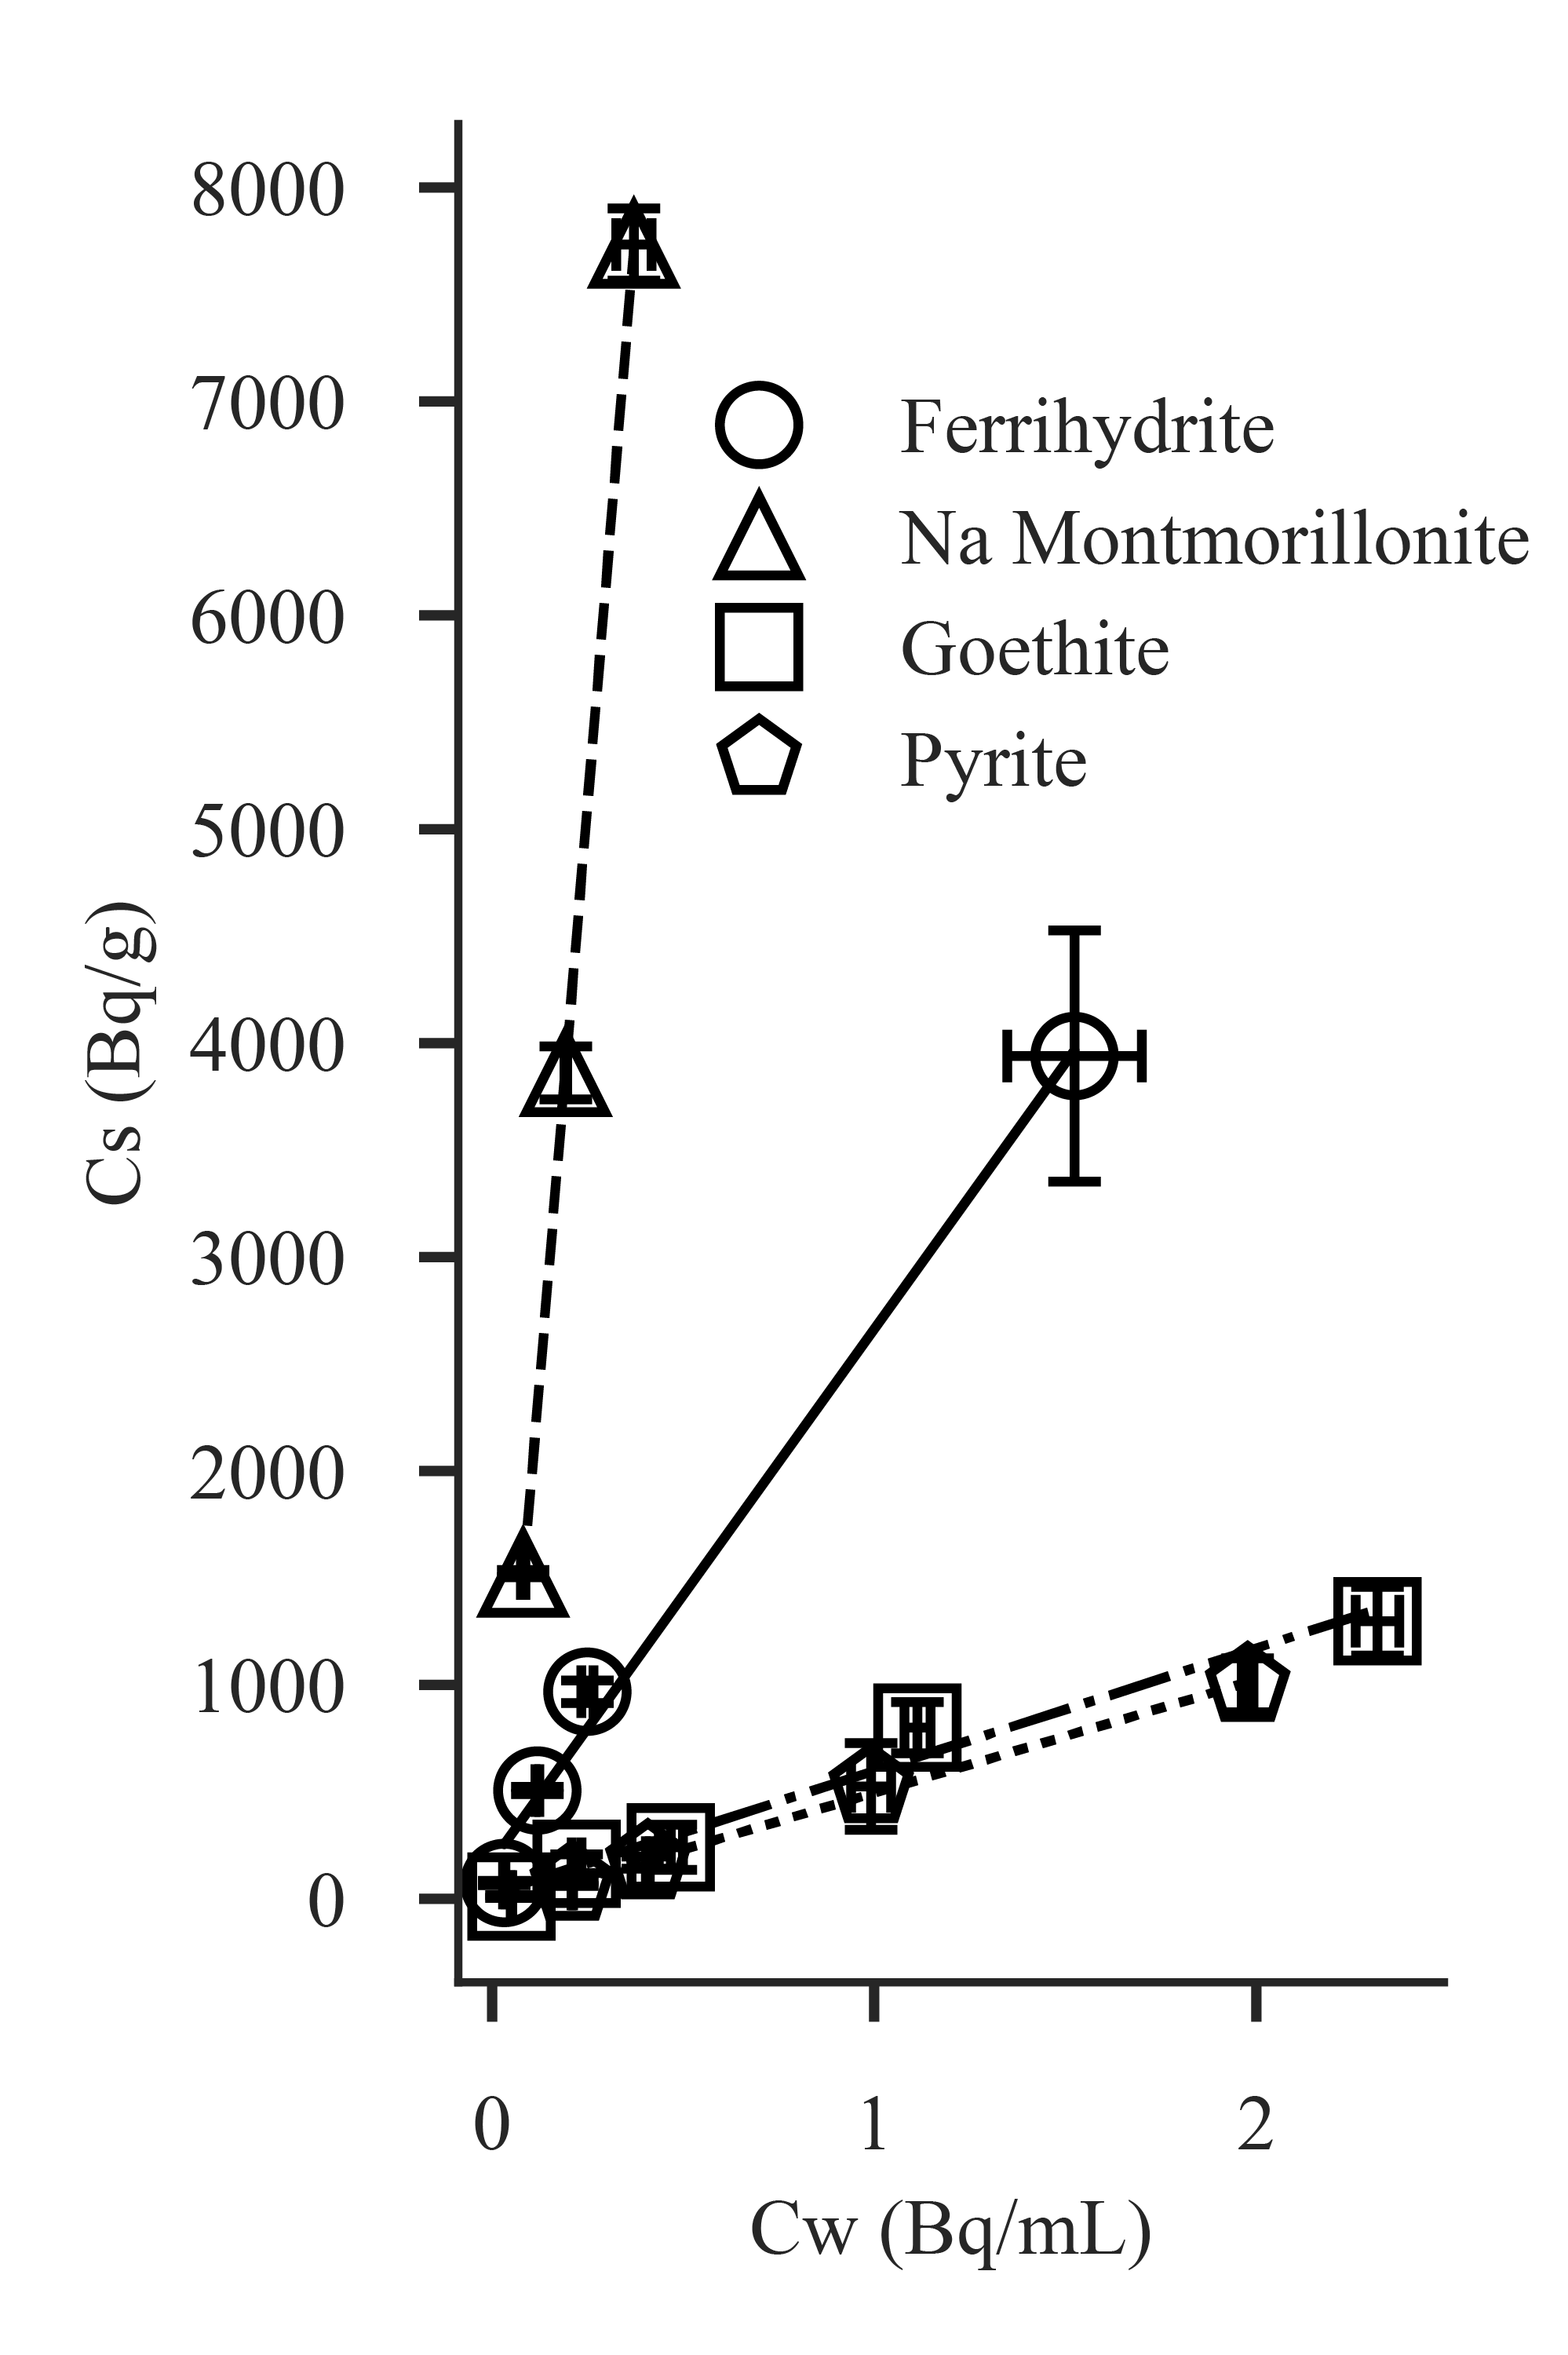 8000
7000
6000
5000
4000
3000
2000
1000
0
Cs (Bq/g)
Ferrihydrite
Na Montmorillonite
Goethite
Pyrite
0 1 2
Cw (Bq/mL)